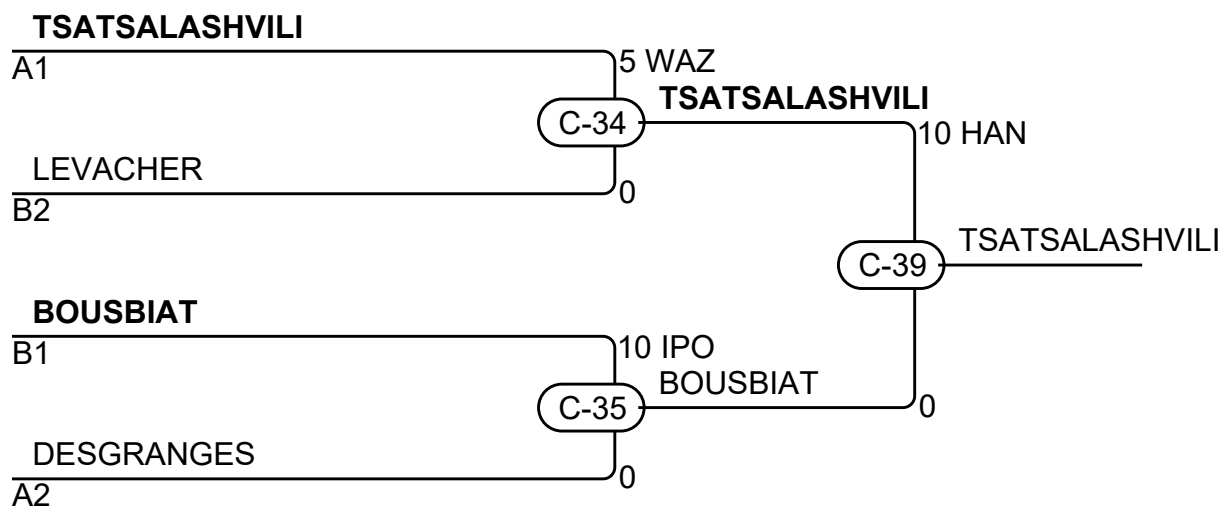 TSATSALASHVILI
A1
5 WAZ
TSATSALASHVILI
C-34
10 HAN
LEVACHER
B2
0
TSATSALASHVILI
C-39
BOUSBIAT
B1
10 IPO
BOUSBIAT
C-35
0
DESGRANGES
A2
0